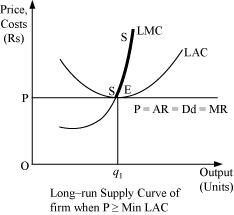 Price,
Costs
(Rs)
S
LMC
LAC
S E
P
P = AR = Dd = MR
O
q1
Output
(Units)
Long–run Supply Curve of
firm when P ≥ Min LAC